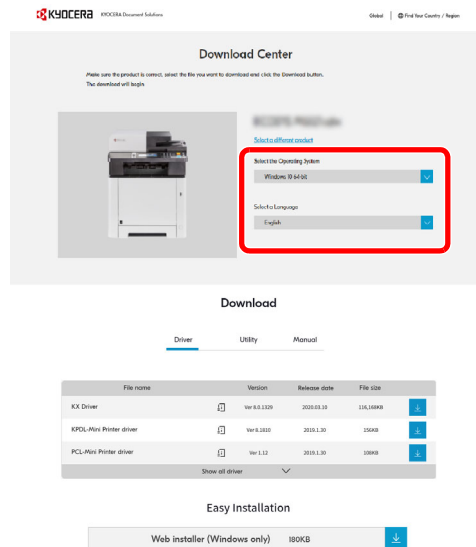 KYOCERA KYOCERA Document Solutions Global Find Your Country / Region
Download Center
Make sure the product is correct, select the file you want to download and click the Download button.
The download will begin
Select a different product
Select the Operating System
Windows 10 64-bit
Select a Language
English
Download
Driver Utility Manual
File name Version Release date File size
KX Driver Ver 8.0.1329 2020.03.10 116,168KB
KPDL-Mini Printer driver Ver 6.1810 2019.1.30 156KB
PCL-Mini Printer driver Ver 1.12 2019.1.30 108KB
Show all driver
Easy Installation
Web installer (Windows only) 180KB